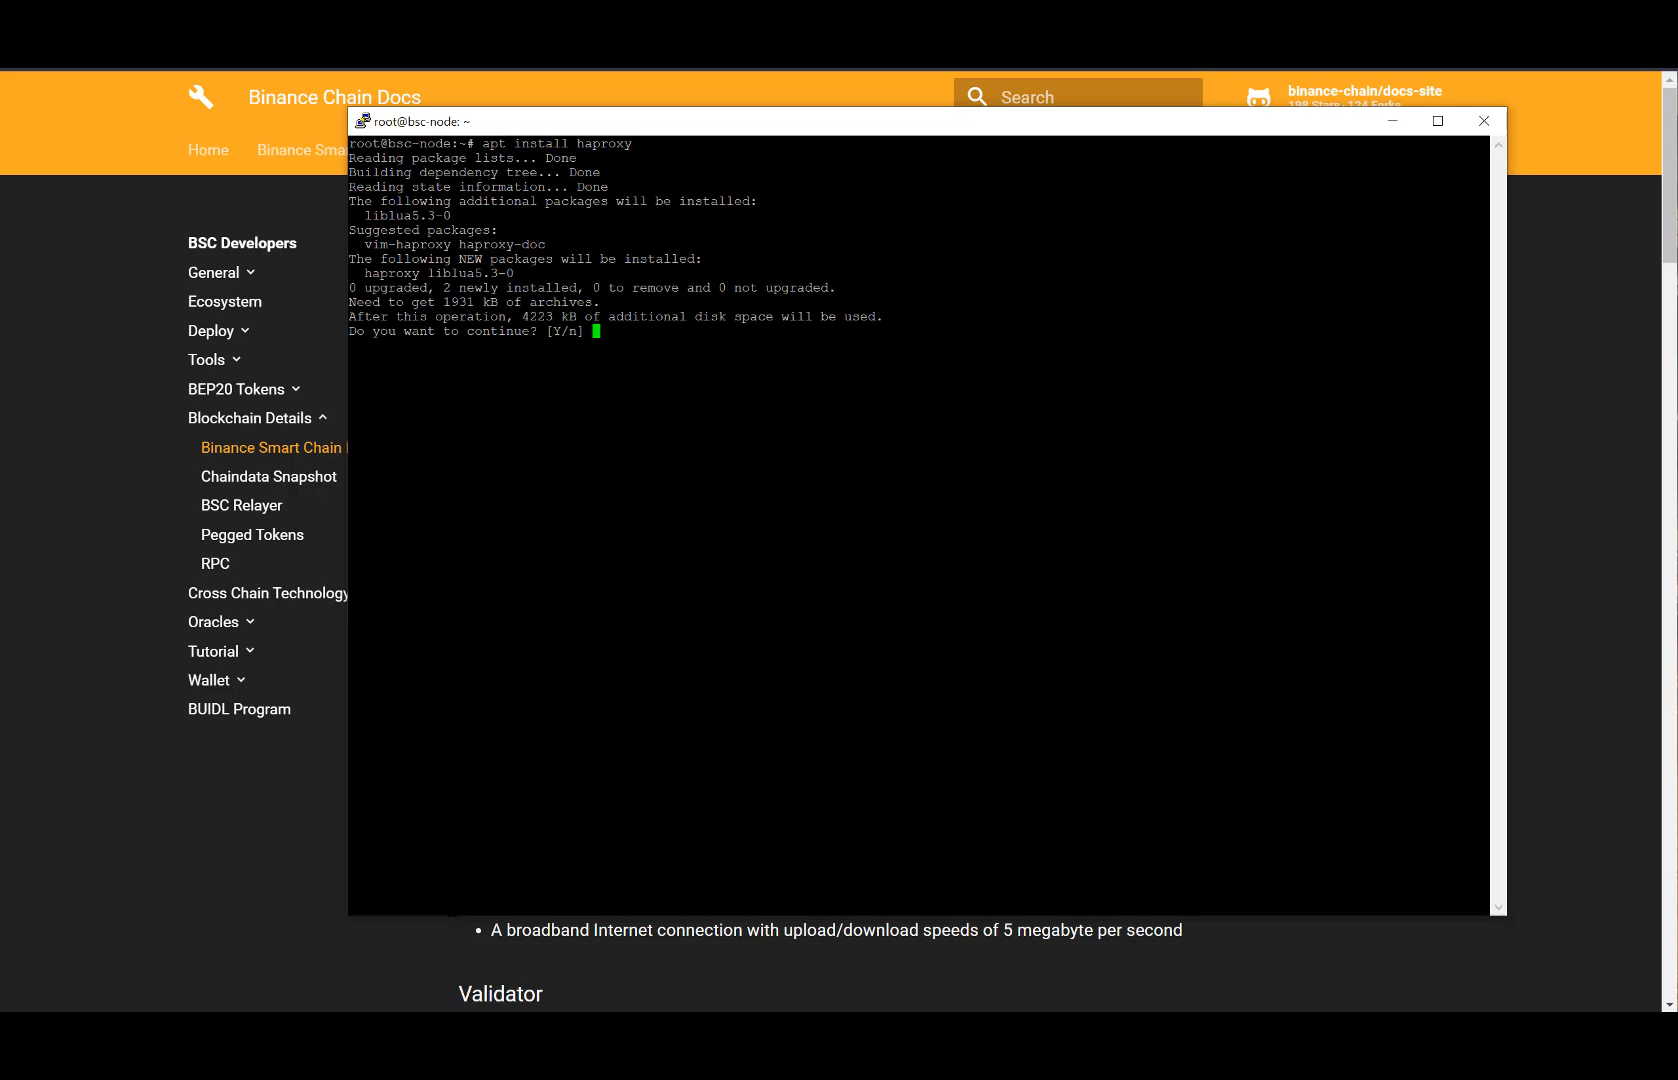 Binance Chain Docs
Search
binance-chain/docs-site
198 Stars · 124 Forks
Home
Binance Sma
root@bsc-node: ~
root@bsc-node:~# apt install haproxy
Reading package lists... Done
Building dependency tree... Done
Reading state information... Done
The following additional packages will be installed:
liblua5.3-0
Suggested packages:
vim-haproxy haproxy-doc
The following NEW packages will be installed:
haproxy liblua5.3-0
0 upgraded, 2 newly installed, 0 to remove and 0 not upgraded.
Need to get 1931 kB of archives.
After this operation, 4223 kB of additional disk space will be used.
Do you want to continue? [Y/n]
BSC Developers
General
Ecosystem
Deploy
Tools
BEP20 Tokens
Blockchain Details
Binance Smart Chain
Chaindata Snapshot
BSC Relayer
Pegged Tokens
RPC
Cross Chain Technology
Oracles
Tutorial
Wallet
BUIDL Program
• A broadband Internet connection with upload/download speeds of 5 megabyte per second
Validator